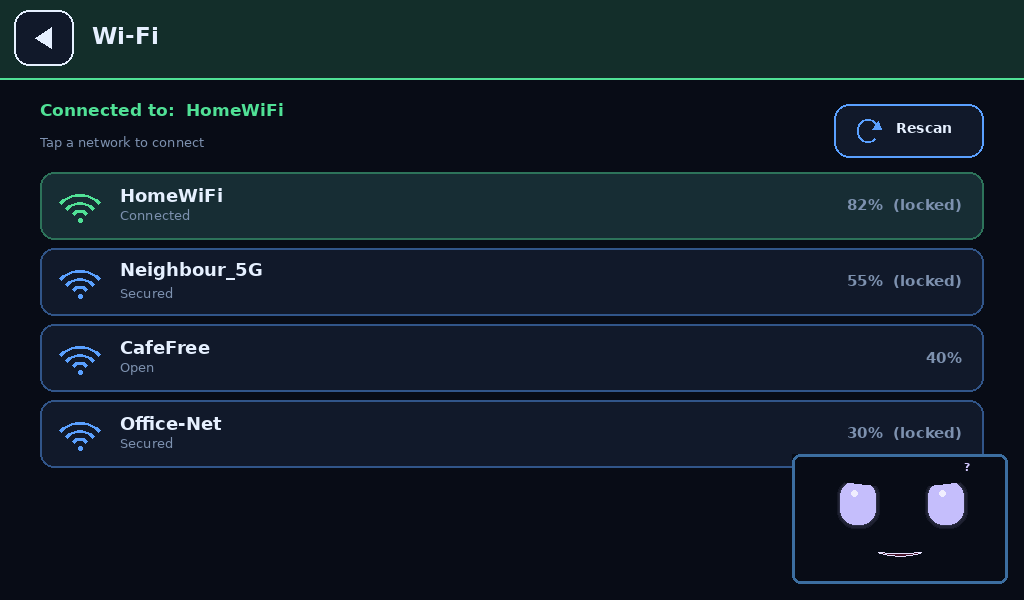 Wi-Fi
Connected to:  HomeWiFi
Tap a network to connect
Rescan
HomeWiFi
Connected
82%  (locked)
Neighbour_5G
Secured
55%  (locked)
CafeFree
Open
40%
Office-Net
Secured
30%  (locked)
?